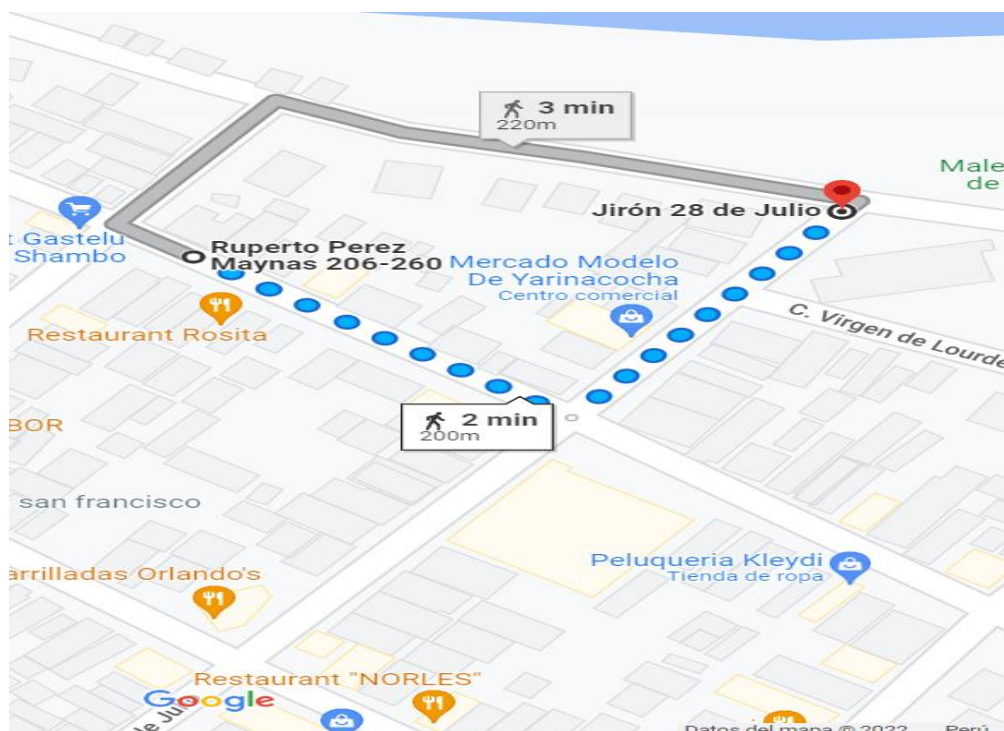 3 min
220m
Male
de
Jirón 28 de Julio
t Gastelu
Shambo
Ruperto Perez
Maynas 206-260
Mercado Modelo
De Yarinacocha
Centro comercial
Restaurant Rosita
C. Virgen de Lourde
2 min
200m
BOR
san francisco
Peluqueria Kleydi
Tienda de ropa
arrilladas Orlando's
Restaurant "NORLES"
Google
de Ju
Datos del mapa © 2022 Perú